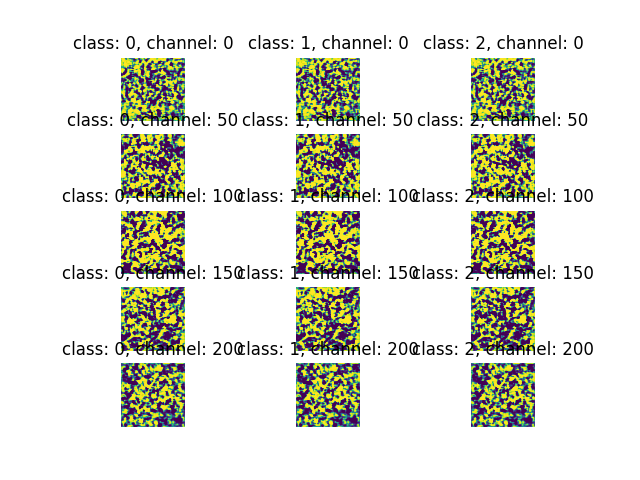 class: 0, channel: 0 class: 1, channel: 0 class: 2, channel: 0
class: 0, channel: 50 class: 1, channel: 50 class: 2, channel: 50
class: 0, channel: 100 class: 1, channel: 100 class: 2, channel: 100
class: 0, channel: 150 class: 1, channel: 150 class: 2, channel: 150
class: 0, channel: 200 class: 1, channel: 200 class: 2, channel: 200